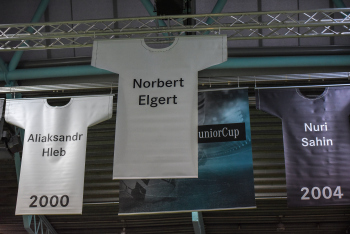 Norbert
Elgert
Aliaksandr
Hleb
2000
uniorCup
Nuri
Sahin
2004